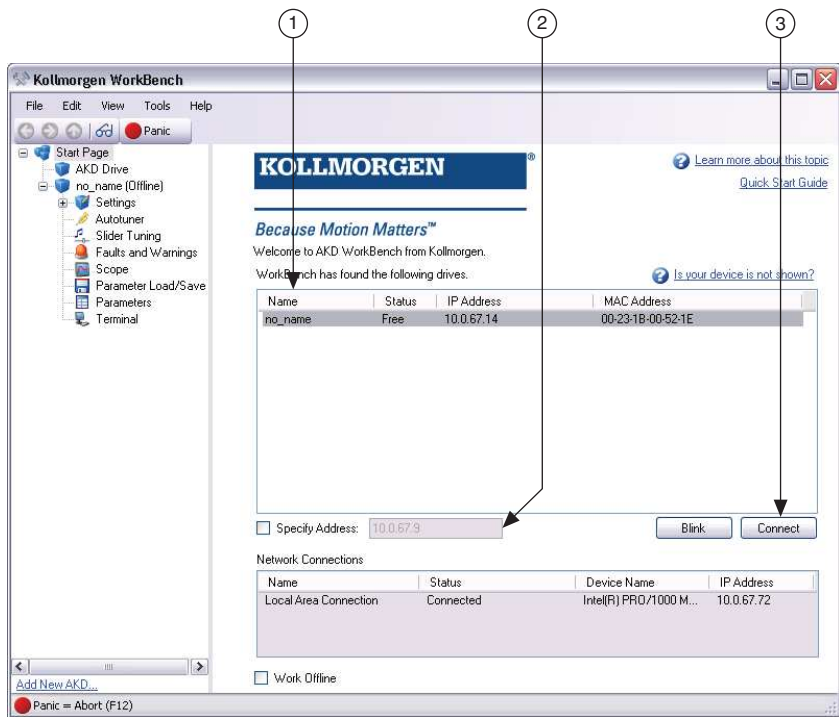 1 2 3
Kollmorgen WorkBench
File Edit View Tools Help
Panic
Start Page
AKD Drive
no_name (Offline)
Settings
Autotuner
Slider Tuning
Faults and Warnings
Scope
Parameter Load/Save
Parameters
Terminal
Add New AKD...
KOLLMORGEN®
Because Motion Matters™
Learn more about this topic
Quick Start Guide
Welcome to AKD WorkBench from Kollmorgen.
WorkBench has found the following drives.
Is your device is not shown?
Name Status IP Address MAC Address
no_name Free 10.0.67.14 00-23-1B-00-52-1E
Specify Address: 10.0.67.9 Blink Connect
Network Connections
Name Status Device Name IP Address
Local Area Connection Connected Intel(R) PRO/1000 M... 10.0.67.72
Work Offline
Panic = Abort (F12)